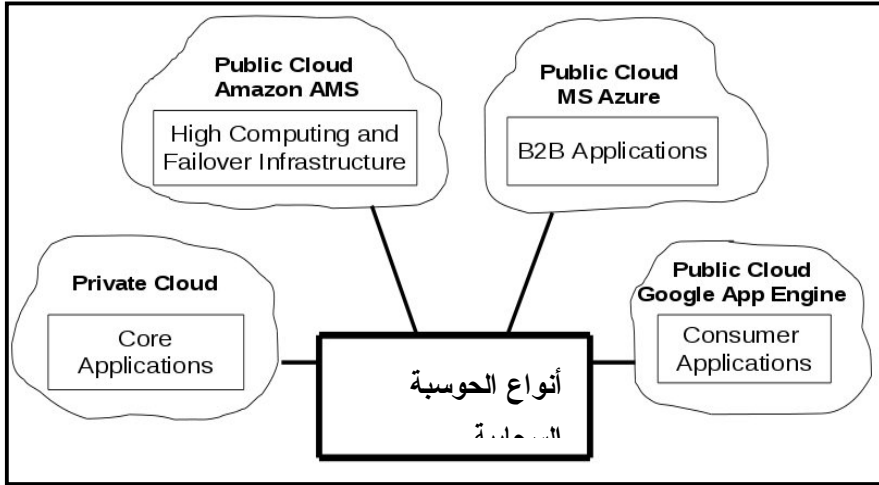 Public Cloud
Amazon AMS
High Computing and
Failover Infrastructure
Public Cloud
MS Azure
B2B Applications
Private Cloud
Core
Applications
Public Cloud
Google App Engine
Consumer
Applications
أنواع الحوسبة